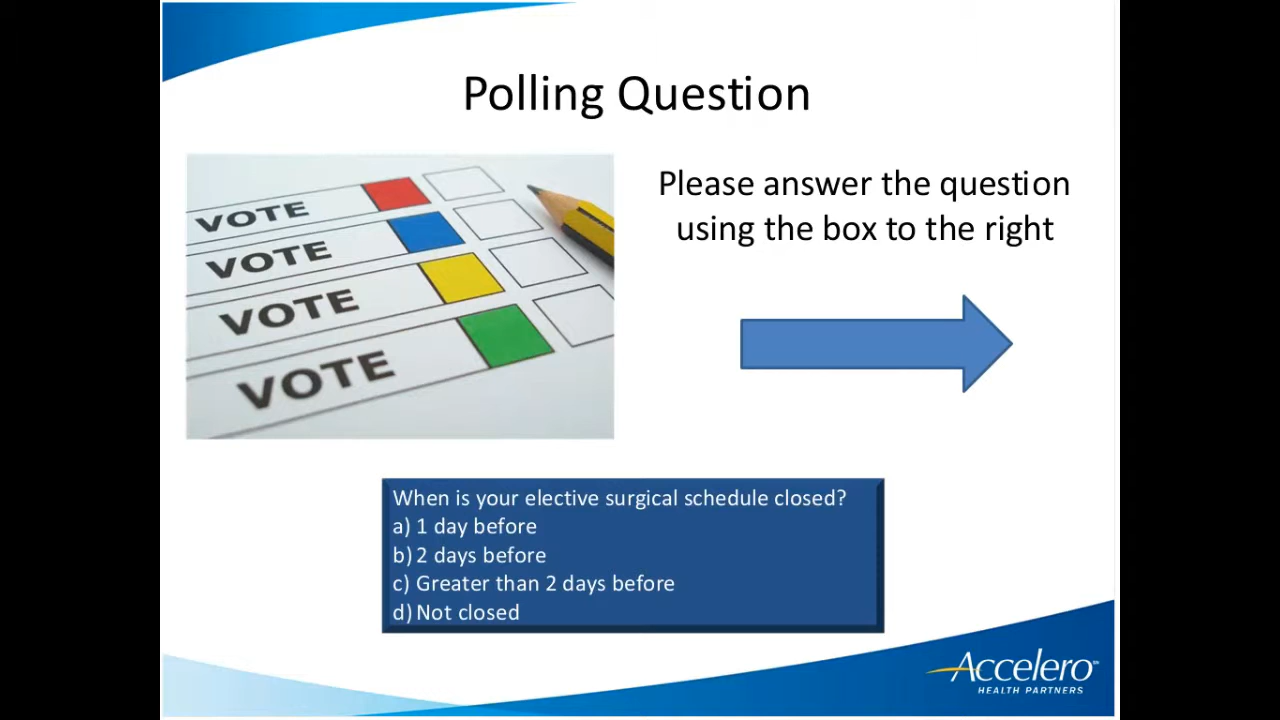 Polling Question
VOTE
VOTE
VOTE
VOTE
Please answer the question
using the box to the right
When is your elective surgical schedule closed?
a) 1 day before
b) 2 days before
c) Greater than 2 days before
d) Not closed
Accelero
HEALTH PARTNERS